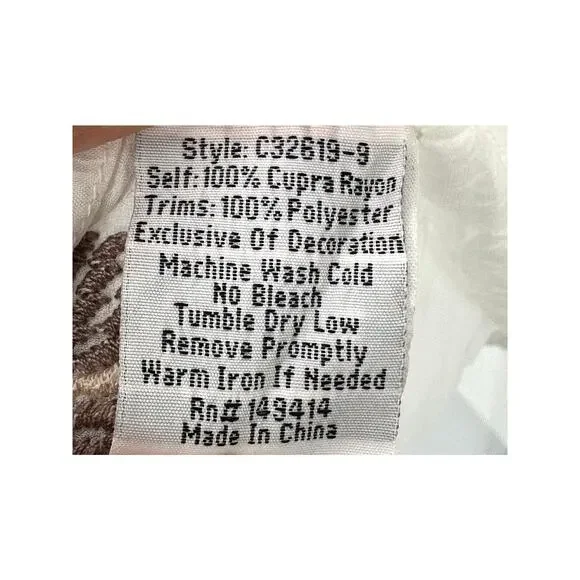 Style: C32619-9
Self: 100% Cupra Rayon
Trims: 100% Polyester
Exclusive Of Decoration
Machine Wash Cold
No Bleach
Tumble Dry Low
Remove Promptly
Warm Iron If Needed
Rn# 149414
Made In China